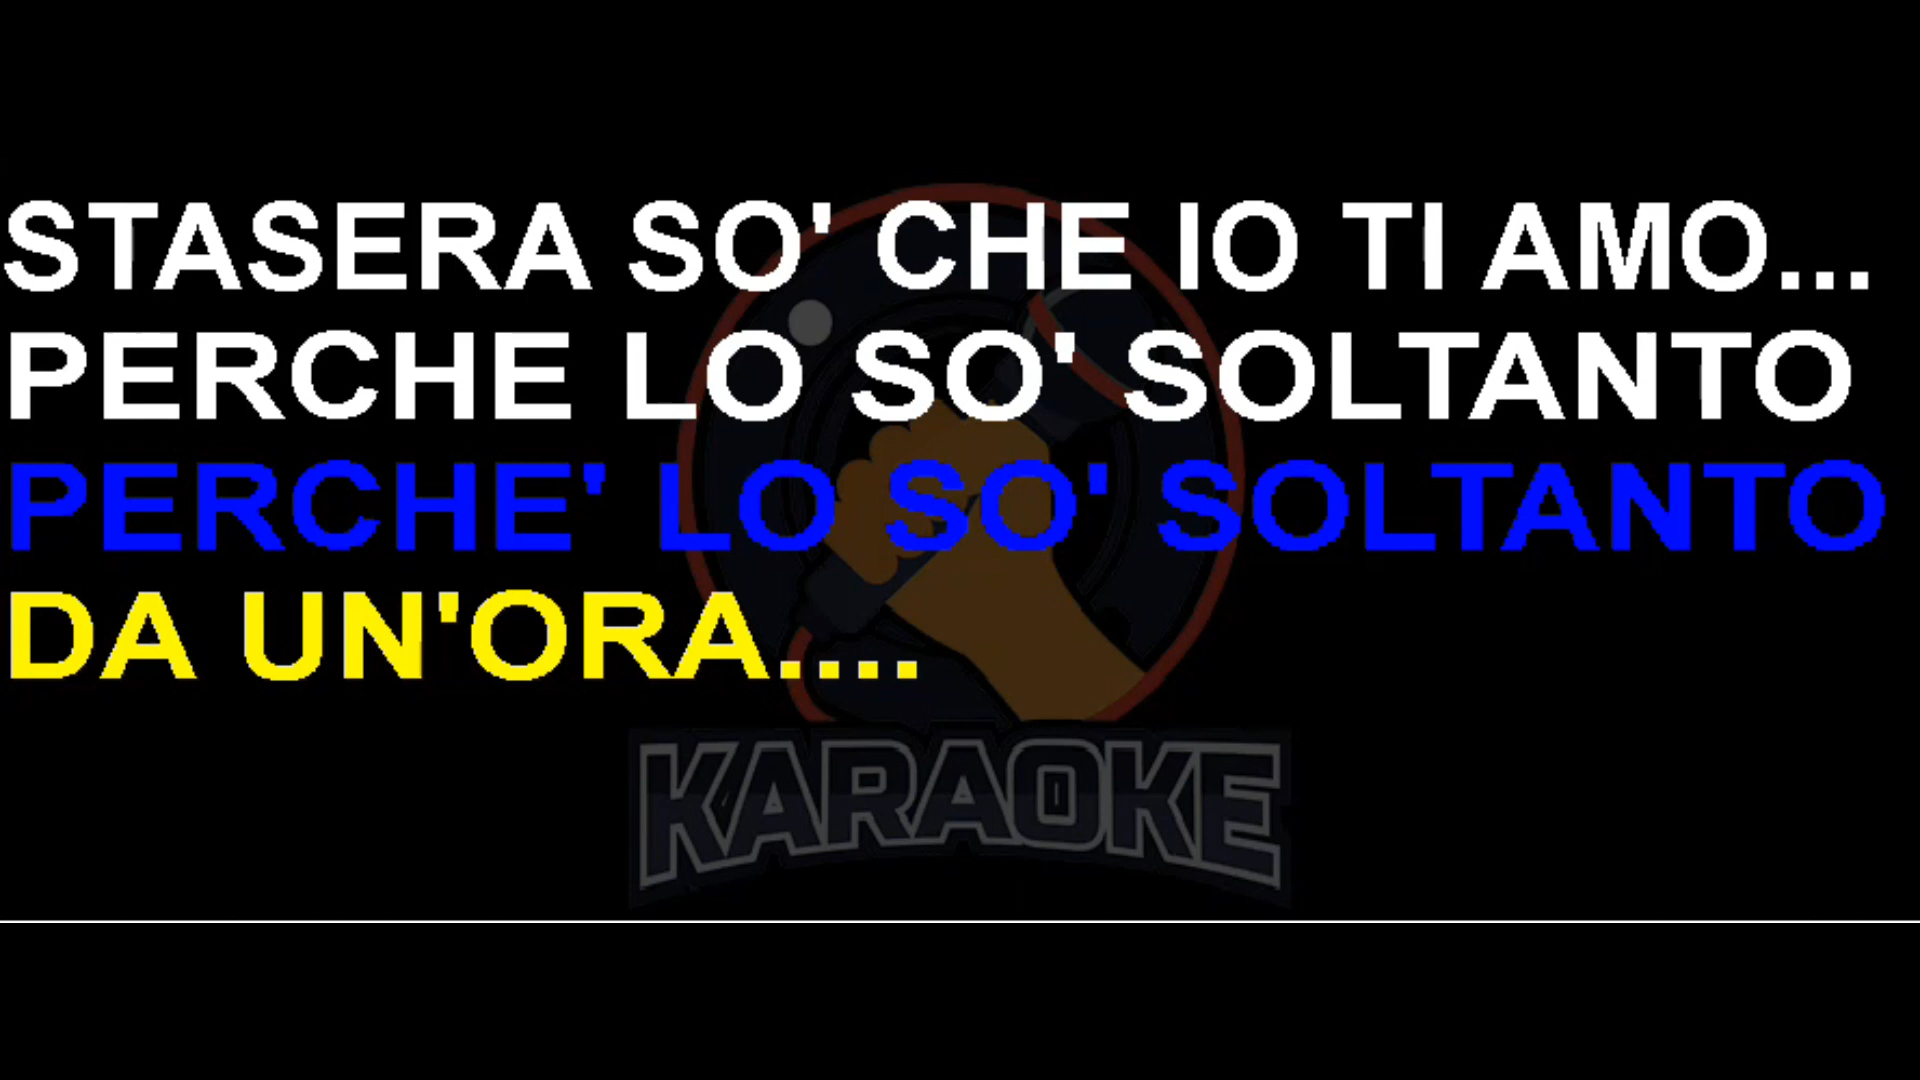 STASERA SO' CHE IO TI AMO...
PERCHE LO SO' SOLTANTO
PERCHE' LO SO' SOLTANTO
DA UN'ORA....
KARAOKE